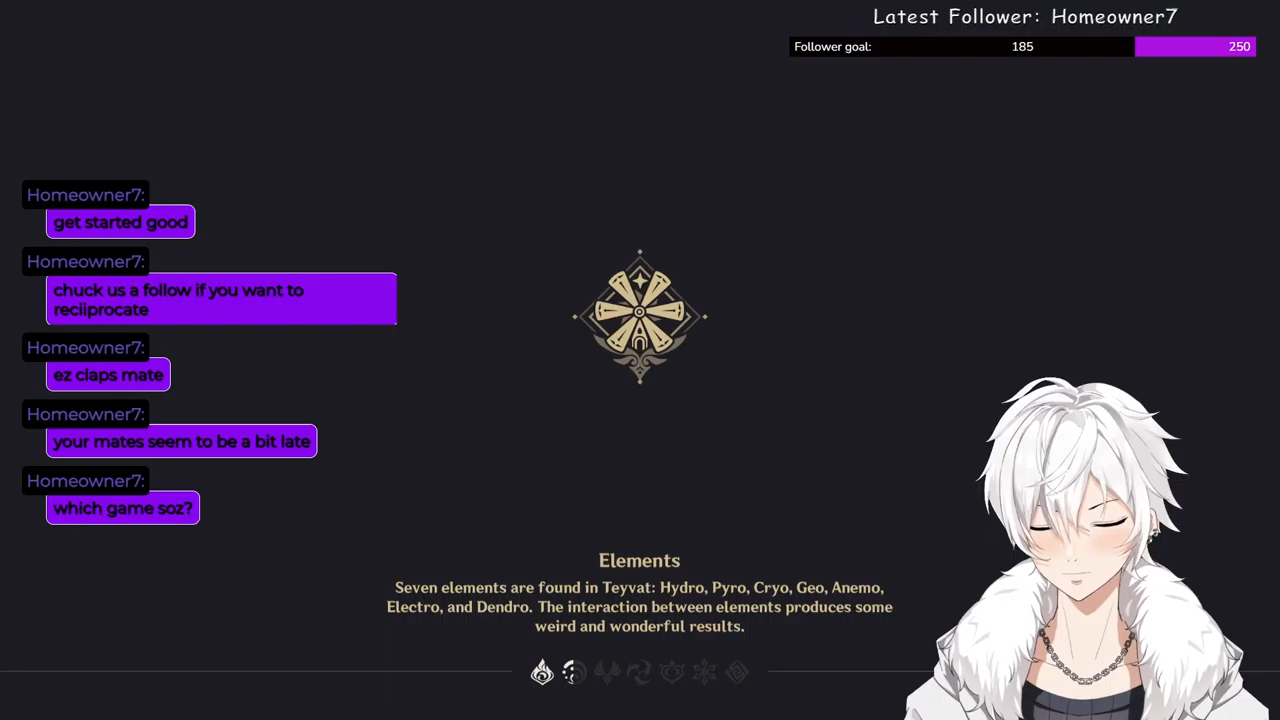 Latest Follower: Homeowner7
Follower goal: 185 250
Homeowner7:
get started good
Homeowner7:
chuck us a follow if you want to
recliprocate
Homeowner7:
ez claps mate
Homeowner7:
your mates seem to be a bit late
Homeowner7:
which game soz?
Elements
Seven elements are found in Teyvat: Hydro, Pyro, Cryo, Geo, Anemo,
Electro, and Dendro. The interaction between elements produces some
weird and wonderful results.